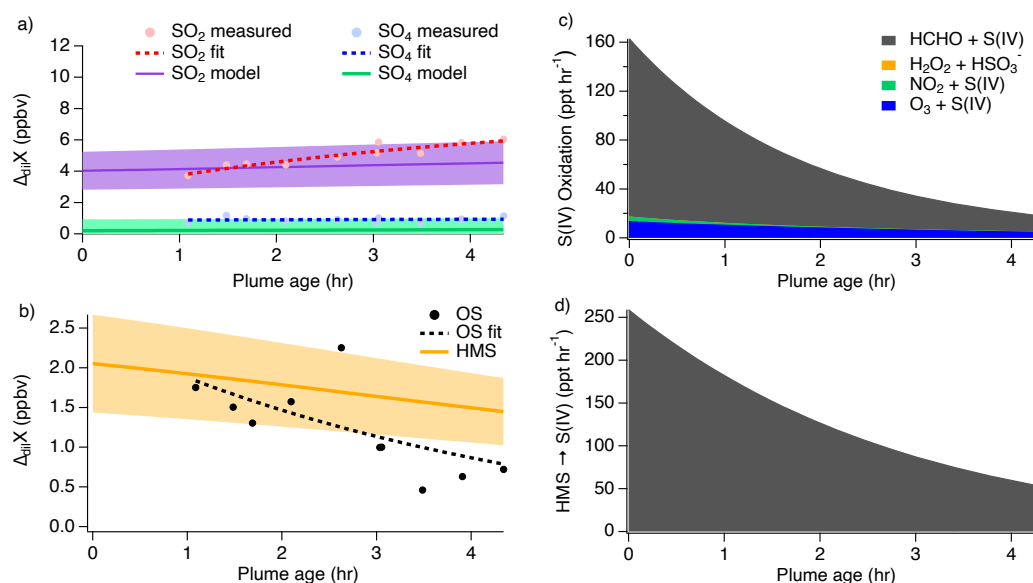 a)
SO₂ measured
SO₄ measured
SO₂ fit
SO₄ fit
SO₂ model
SO₄ model
Δ_dilX (ppbv)
12
10
8
6
4
2
0
0 1 2 3 4
Plume age (hr)
b)
OS
OS fit
HMS
Δ_dilX (ppbv)
2.5
2.0
1.5
1.0
0.5
0.0
0 1 2 3 4
Plume age (hr)
c)
HCHO + S(IV)
H₂O₂ + HSO₃⁻
NO₂ + S(IV)
O₃ + S(IV)
S(IV) Oxidation (ppt hr⁻¹)
160
120
80
40
0
0 1 2 3 4
Plume age (hr)
d)
HMS → S(IV) (ppt hr⁻¹)
250
200
150
100
50
0
0 1 2 3 4
Plume age (hr)